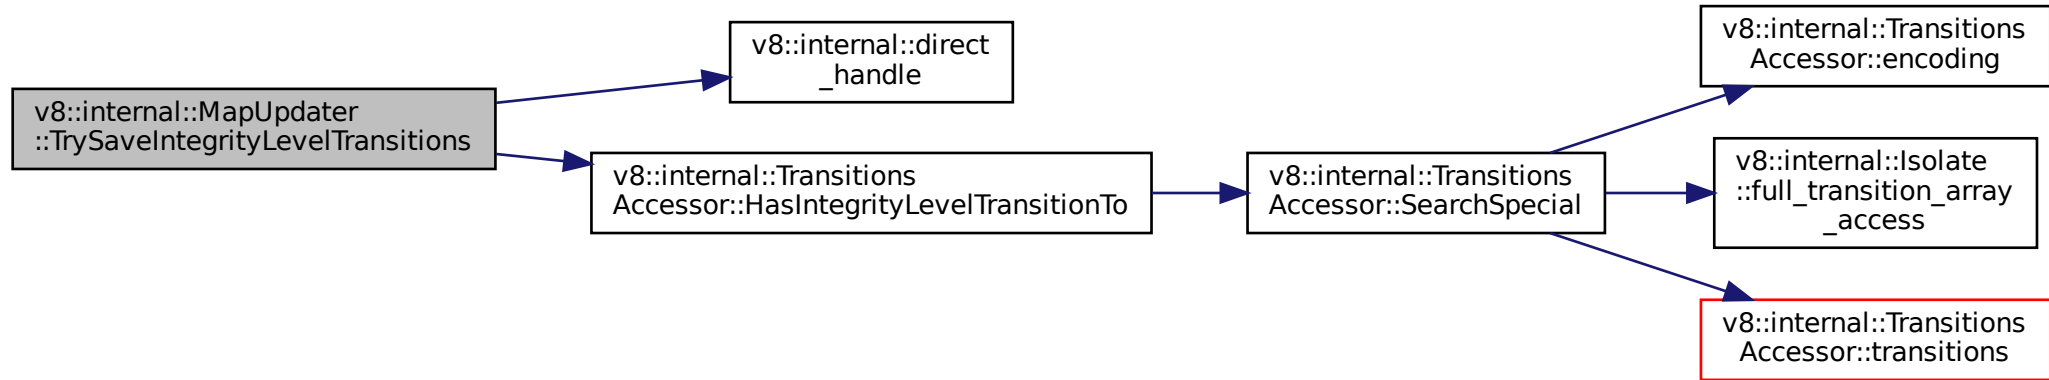 v8::internal::MapUpdater
::TrySaveIntegrityLevelTransitions
v8::internal::direct
_handle
v8::internal::Transitions
Accessor::HasIntegrityLevelTransitionTo
v8::internal::Transitions
Accessor::SearchSpecial
v8::internal::Transitions
Accessor::encoding
v8::internal::Isolate
::full_transition_array
_access
v8::internal::Transitions
Accessor::transitions